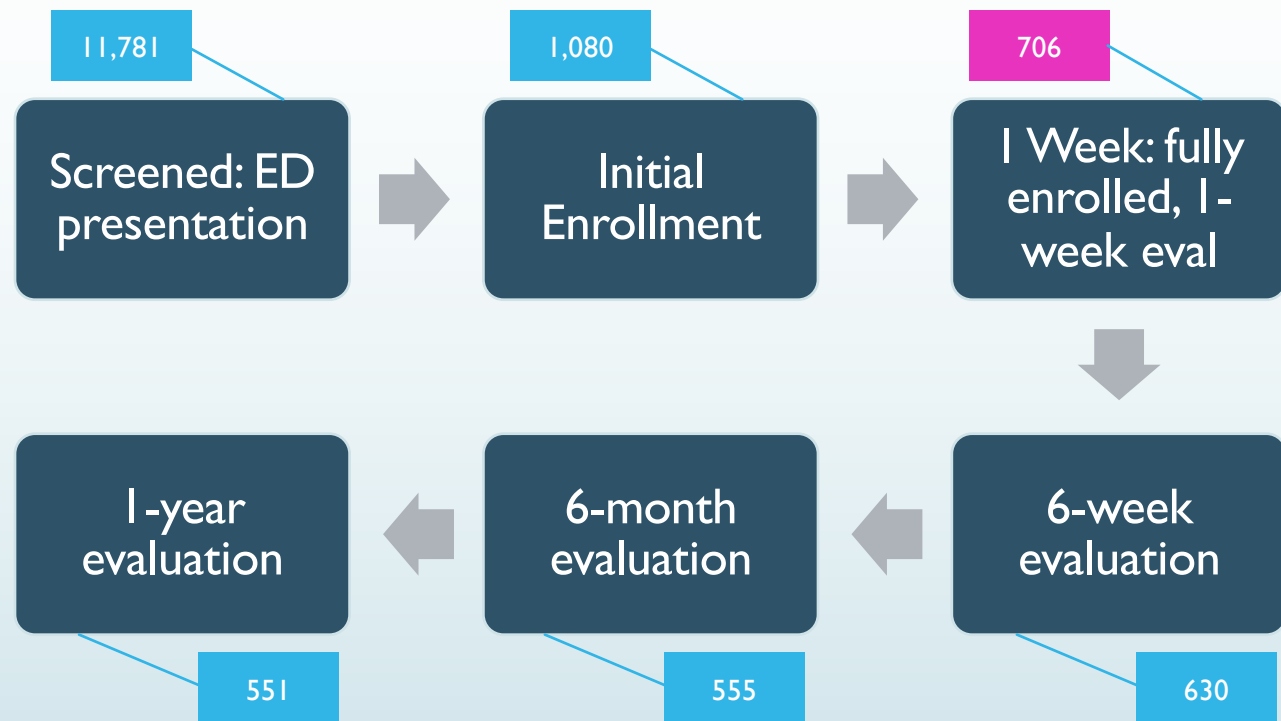 11,781
1,080
706
Screened: ED
presentation
Initial
Enrollment
1 Week: fully
enrolled, 1-
week eval
1-year
evaluation
6-month
evaluation
6-week
evaluation
551
555
630